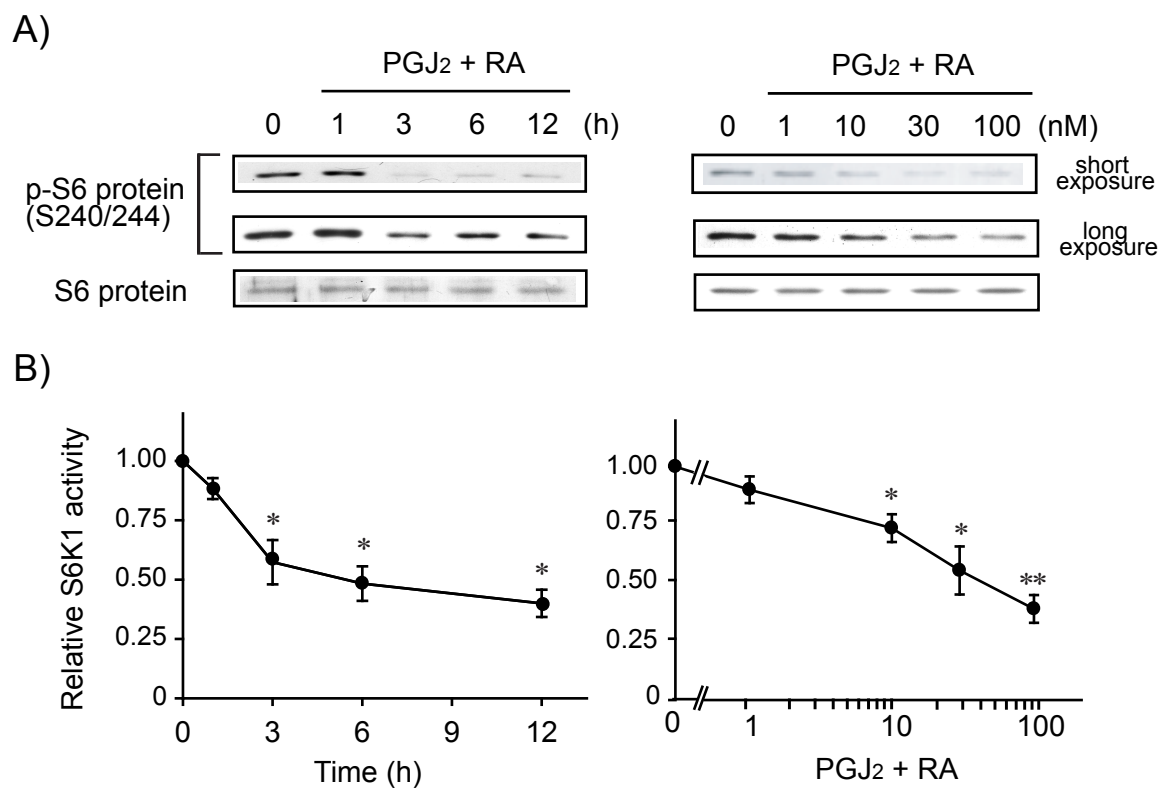 A)
PGJ2 + RA
PGJ2 + RA
0 1 3 6 12 (h)
0 1 10 30 100 (nM)
p-S6 protein
(S240/244)
short
exposure
long
exposure
S6 protein
B)
Relative S6K1 activity
1.00
0.75
0.50
0.25
0
* * *
0 3 6 9 12
Time (h)
1.00
0.75
0.50
0.25
0
* * **
0 1 10 100
PGJ2 + RA